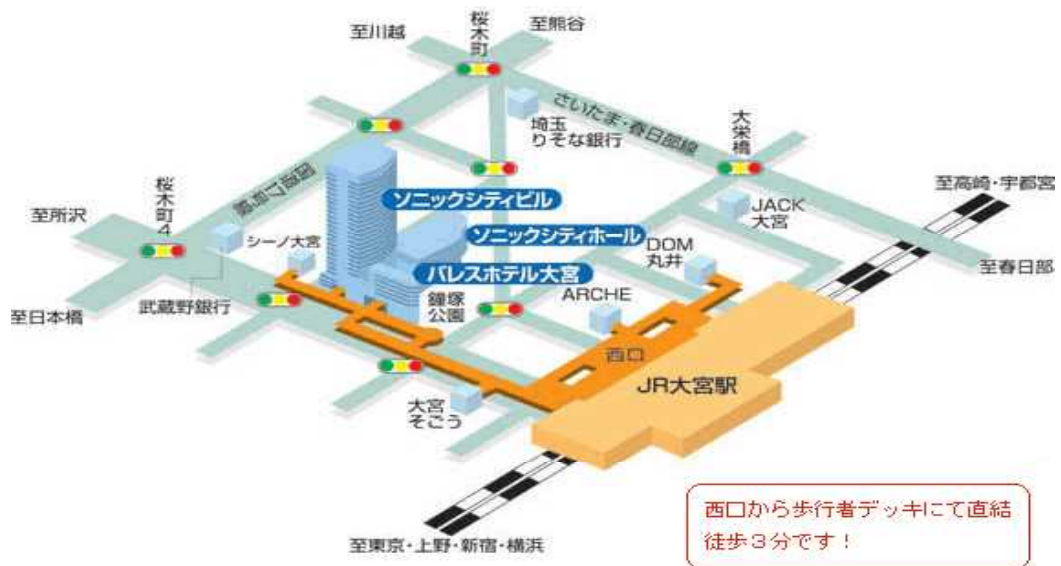 至川越
桜木町
至熊谷
さいたま・春日部線
埼玉
りそな銀行
大栄橋
国道17号線
桜木町4
至所沢
至高崎・宇都宮
ソニックシティビル
JACK
大宮
シーノ大宮
ソニックシティホール
DOM
丸井
至春日部
パレスホテル大宮
武蔵野銀行
鐘塚
公園
ARCHE
至日本橋
西口
JR大宮駅
大宮
そごう
西口から歩行者デッキにて直結
徒歩３分です！
至東京・上野・新宿・横浜